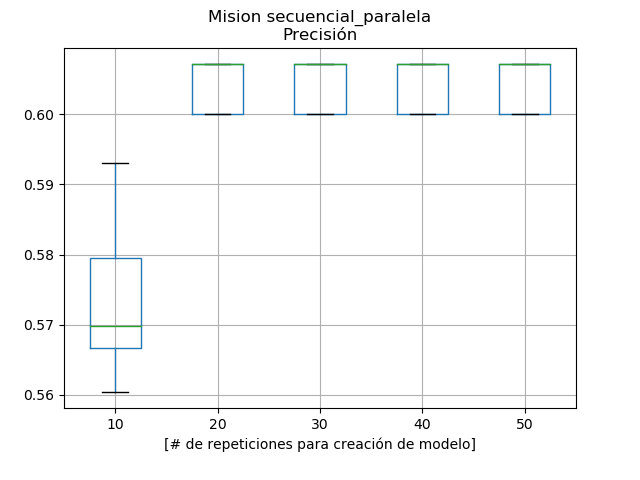 Mision secuencial_paralela
Precisión
0.60
0.59
0.58
0.57
0.56
10 20 30 40 50
[# de repeticiones para creación de modelo]